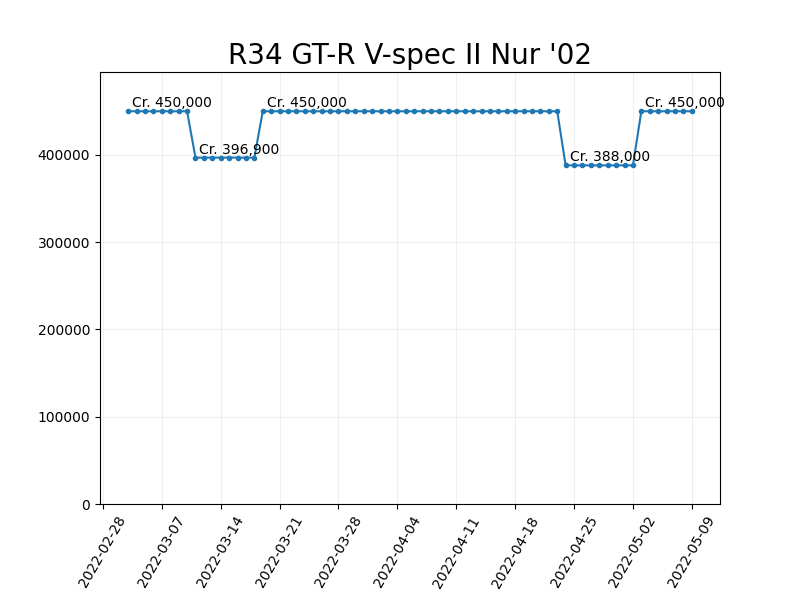 R34 GT-R V-spec II Nur '02
Cr. 450,000
Cr. 396,900
Cr. 450,000
Cr. 388,000
Cr. 450,000
400000
300000
200000
100000
0
2022-02-28
2022-03-07
2022-03-14
2022-03-21
2022-03-28
2022-04-04
2022-04-11
2022-04-18
2022-04-25
2022-05-02
2022-05-09